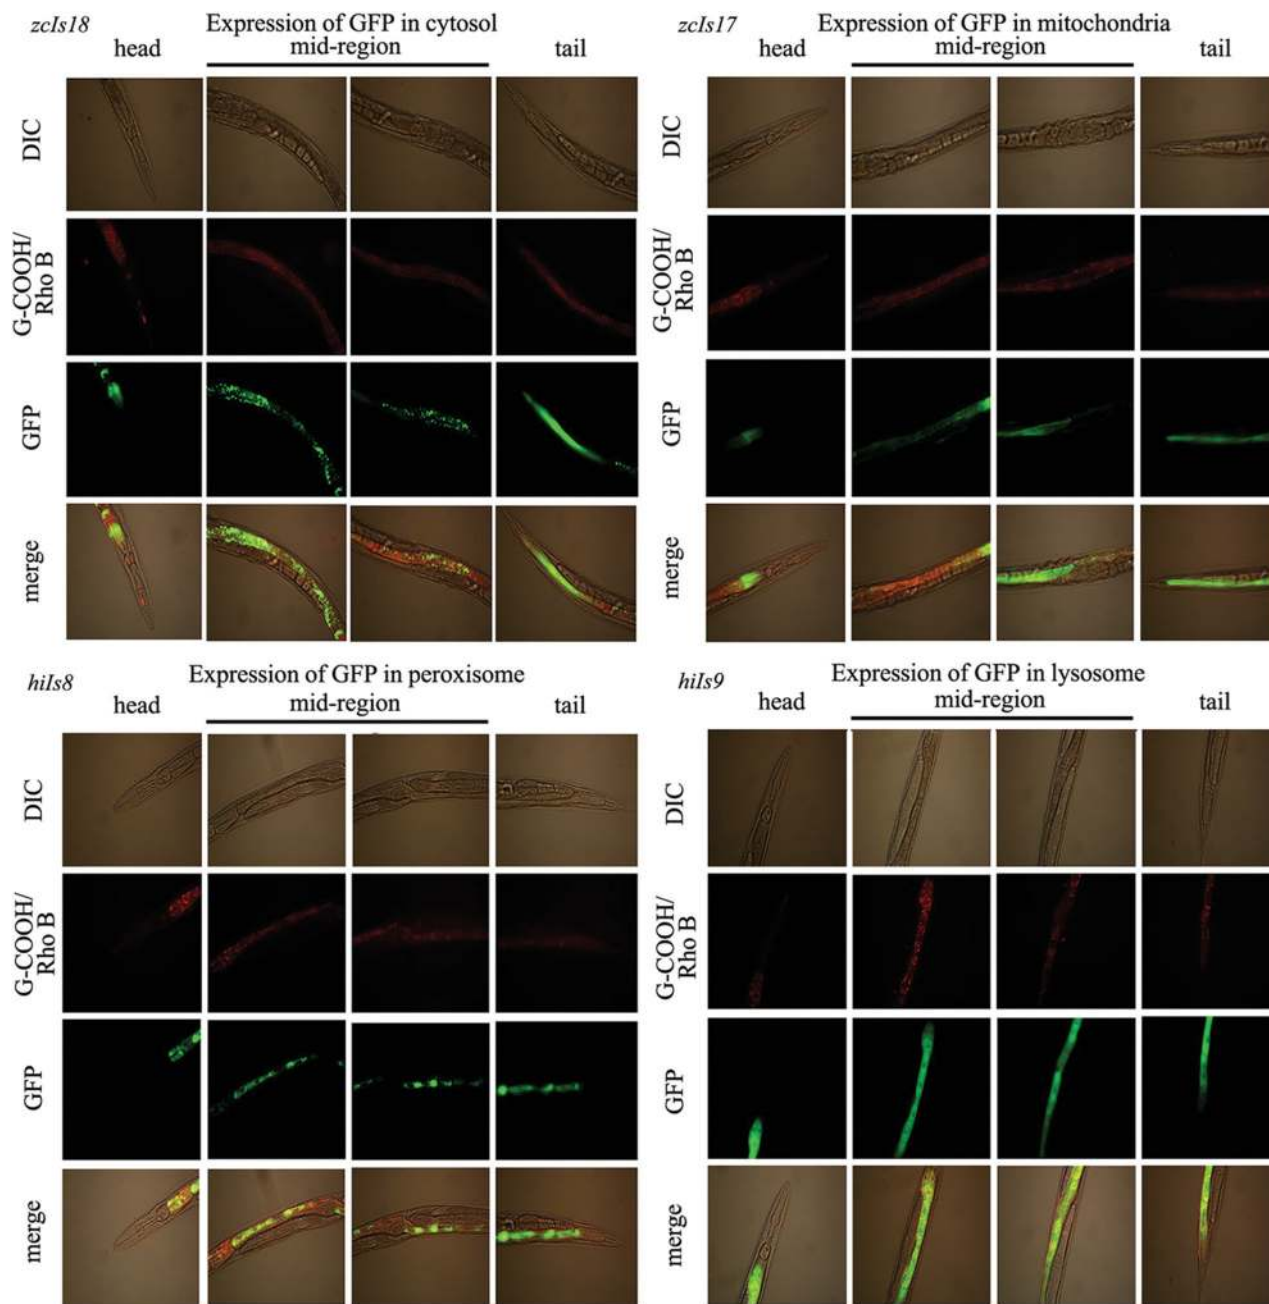 zcIs18
Expression of GFP in cytosol
head
mid-region
tail
DIC
G-COOH/
Rho B
GFP
merge
zcIs17
Expression of GFP in mitochondria
head
mid-region
tail
DIC
G-COOH/
Rho B
GFP
merge
hiIs8
Expression of GFP in peroxisome
head
mid-region
tail
DIC
G-COOH/
Rho B
GFP
merge
hiIs9
Expression of GFP in lysosome
head
mid-region
tail
DIC
G-COOH/
Rho B
GFP
merge